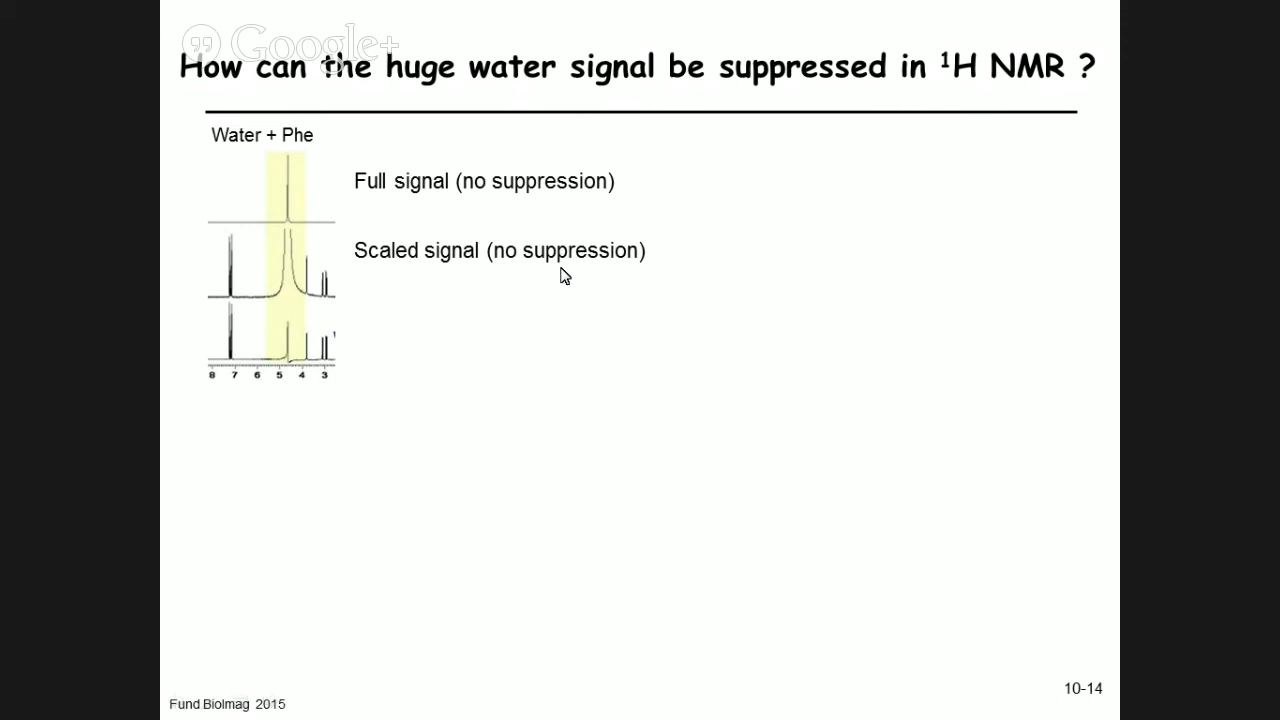 Google+
How can the huge water signal be suppressed in ¹H NMR ?
Water + Phe
Full signal (no suppression)
Scaled signal (no suppression)
8 7 6 5 4 3
10-14
Fund BioImag 2015